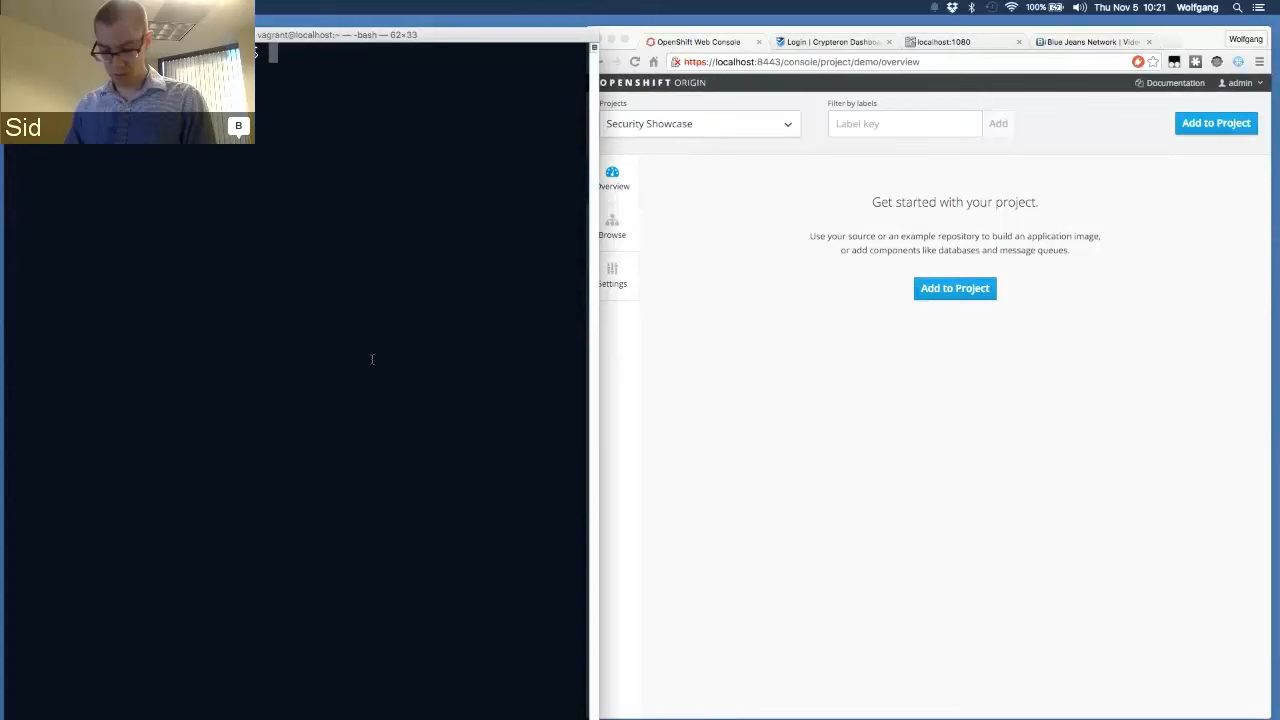 100%
Thu Nov 5 10:21
Wolfgang
vagrant@localhost:~ — -bash — 62×33
Sid
B
OpenShift Web Console
Login | Crypteron Dashbo
localhost:1080
Blue Jeans Network | Vide
Wolfgang
https://localhost:8443/console/project/demo/overview
OPENSHIFT ORIGIN
Documentation
admin
Projects
Filter by labels
Security Showcase
Label key
Add
Add to Project
Overview
Browse
Settings
Get started with your project.
Use your source or an example repository to build an application image,
or add components like databases and message queues.
Add to Project